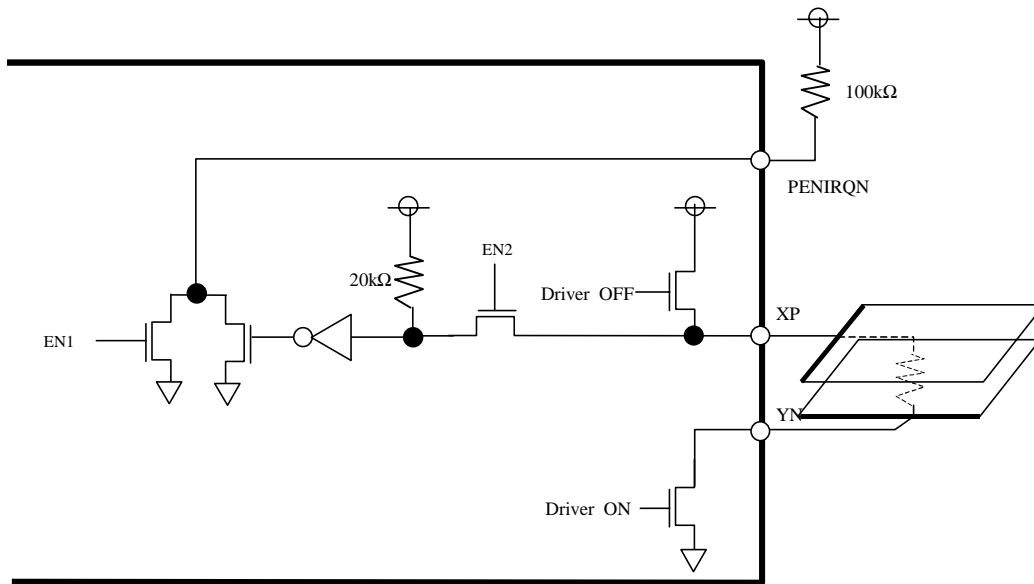 100kΩ
PENIRQN
EN2
20kΩ
Driver OFF
XP
EN1
YN
Driver ON